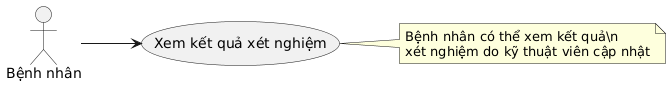 Bệnh nhân
Xem kết quả xét nghiệm
Bệnh nhân có thể xem kết quả\n
xét nghiệm do kỹ thuật viên cập nhật